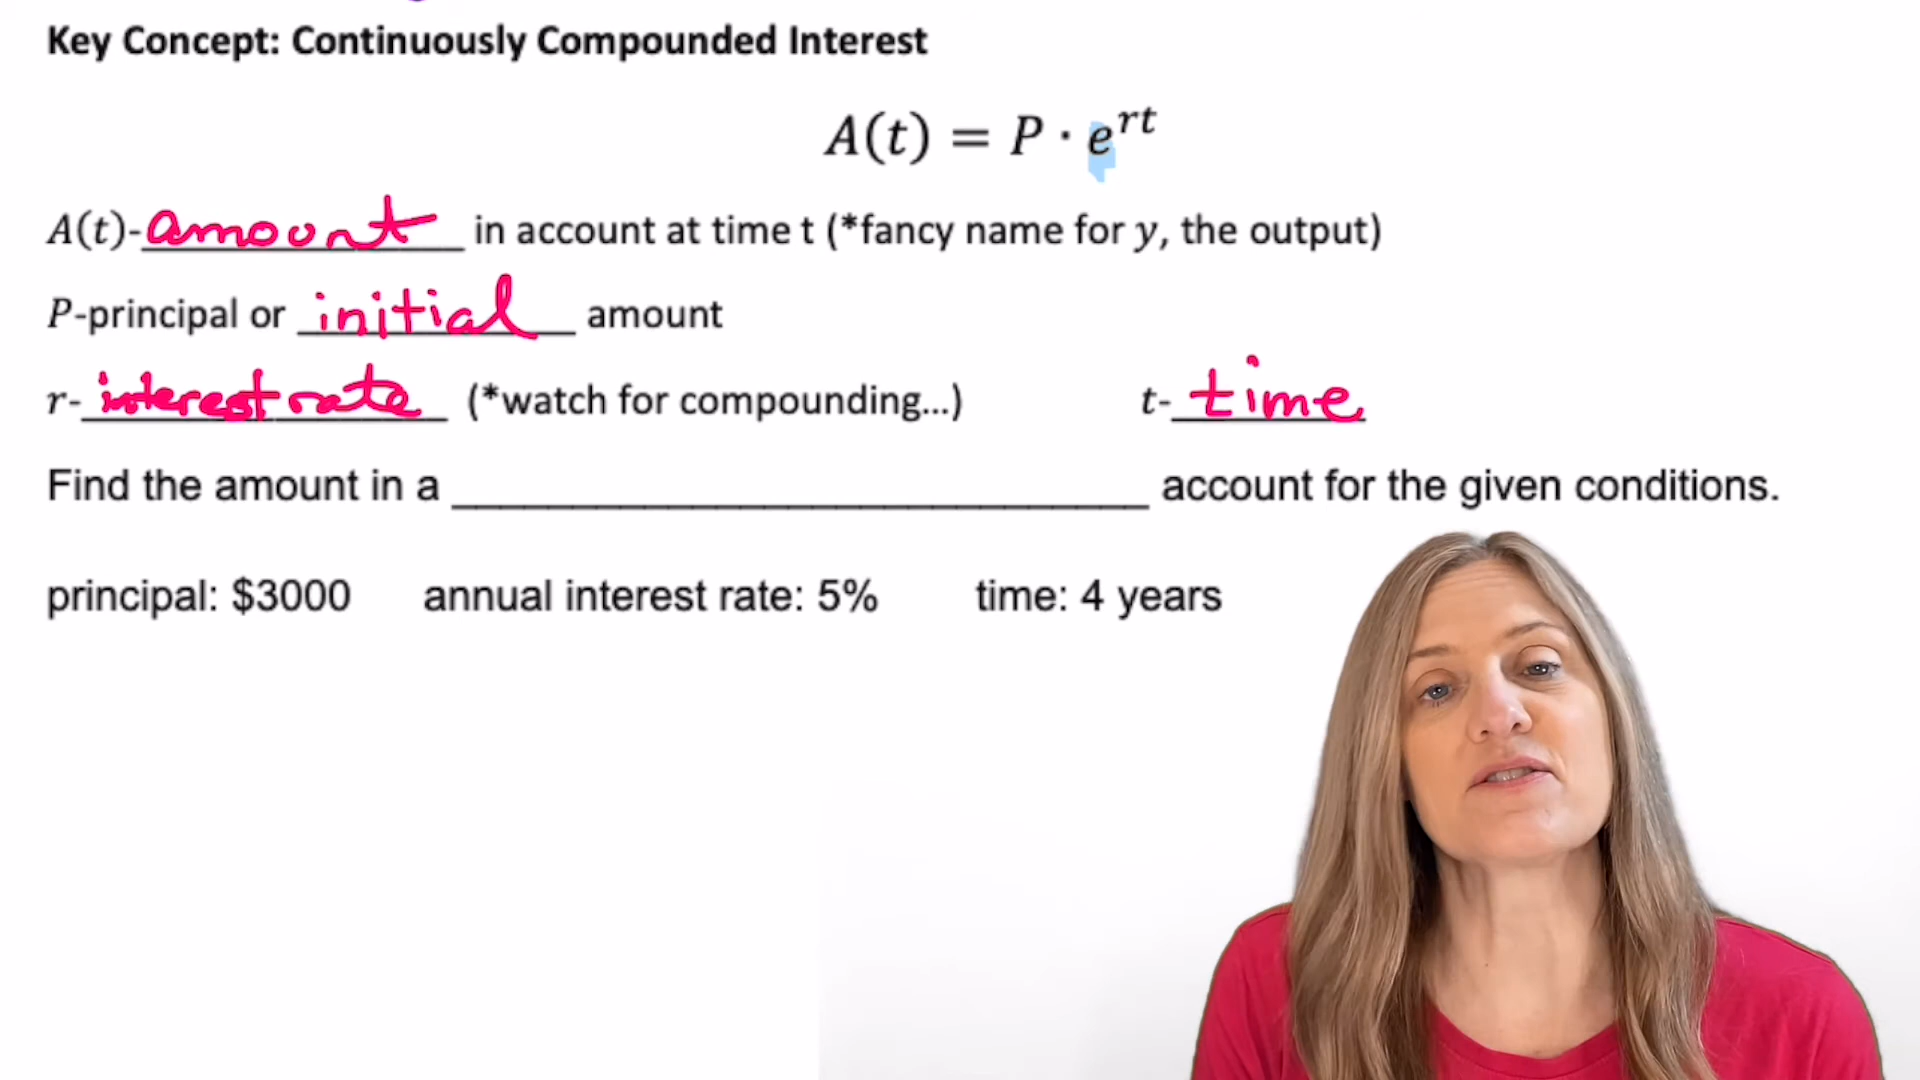 Key Concept: Continuously Compounded Interest
A(t) = P · e^{rt}
A(t)-amount in account at time t (*fancy name for y, the output)
P-principal or initial amount
r-interest rate (*watch for compounding...) t-time
Find the amount in a ______________________________ account for the given conditions.
principal: $3000 annual interest rate: 5% time: 4 years